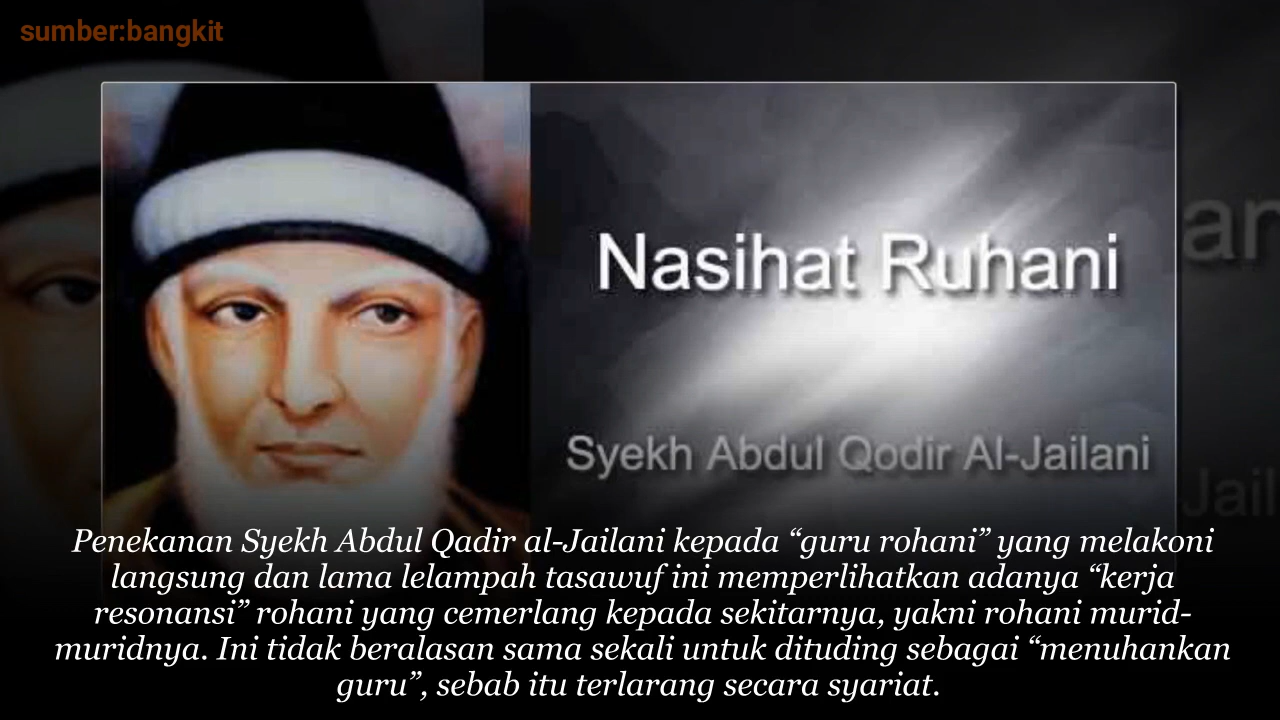 sumber:bangkit
Nasihat Ruhani
an
Syekh Abdul Qodir Al-Jailani
Jail
Penekanan Syekh Abdul Qadir al-Jailani kepada “guru rohani” yang melakoni
langsung dan lama lelampah tasawuf ini memperlihatkan adanya “kerja
resonansi” rohani yang cemerlang kepada sekitarnya, yakni rohani murid-
muridnya. Ini tidak beralasan sama sekali untuk dituding sebagai “menuhankan
guru”, sebab itu terlarang secara syariat.